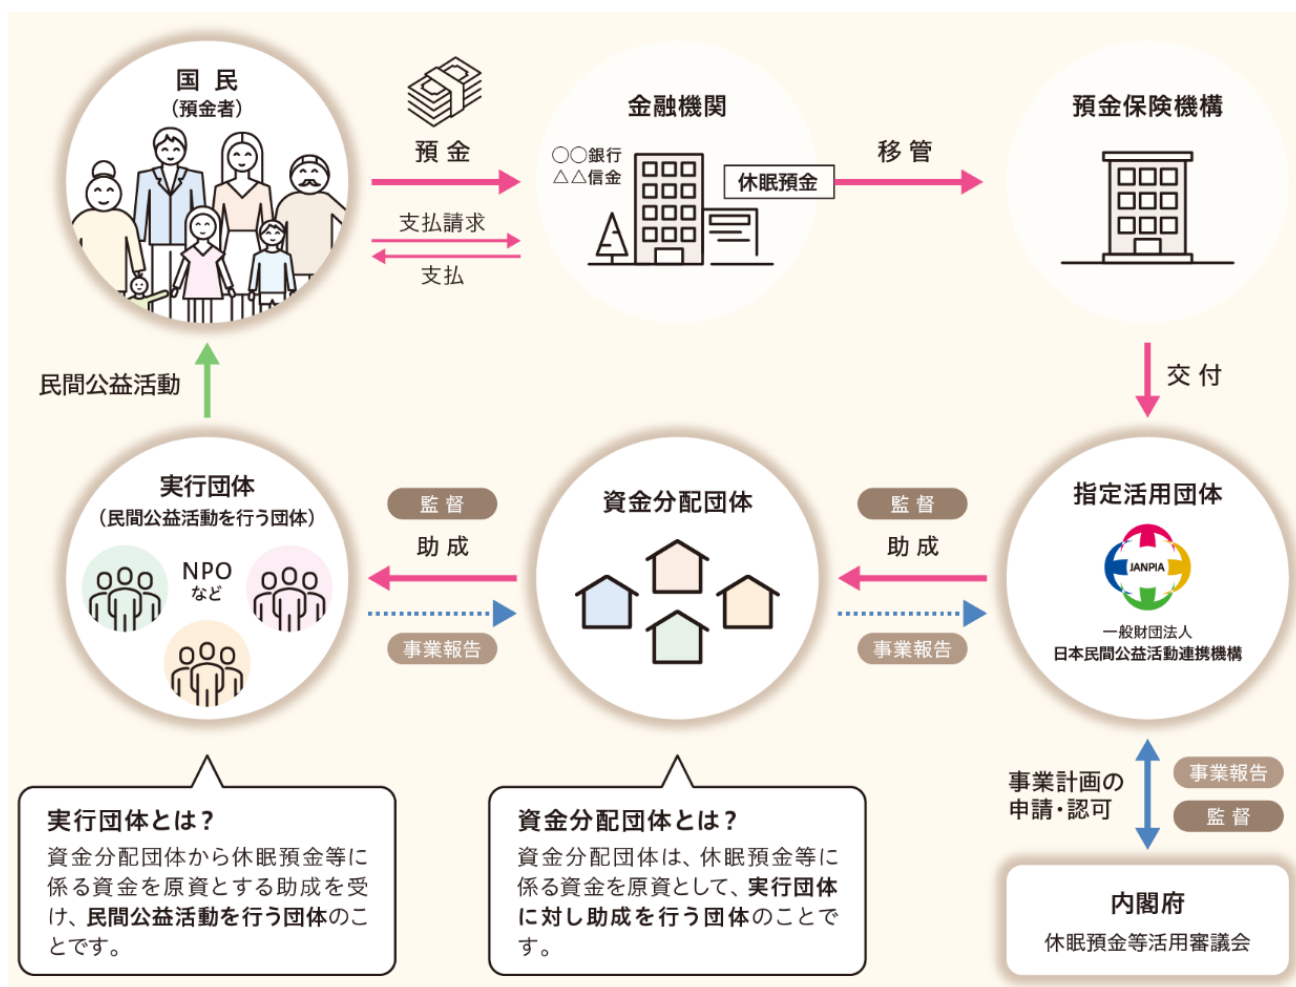 国民
(預金者)
預金
支払請求
支払
金融機関
○○銀行
△△信金
休眠預金
移管
預金保険機構
交付
民間公益活動
実行団体
(民間公益活動を行う団体)
NPO
など
監督
助成
事業報告
資金分配団体
監督
助成
事業報告
指定活用団体
JANPIA
一般財団法人
日本民間公益活動連携機構
事業計画の
申請・認可
事業報告
監督
内閣府
休眠預金等活用審議会
実行団体とは?
資金分配団体から休眠預金等に
係る資金を原資とする助成を受
け、民間公益活動を行う団体のこ
とです。
資金分配団体とは?
資金分配団体は、休眠預金等に
係る資金を原資として、実行団体
に対し助成を行う団体のことで
す。